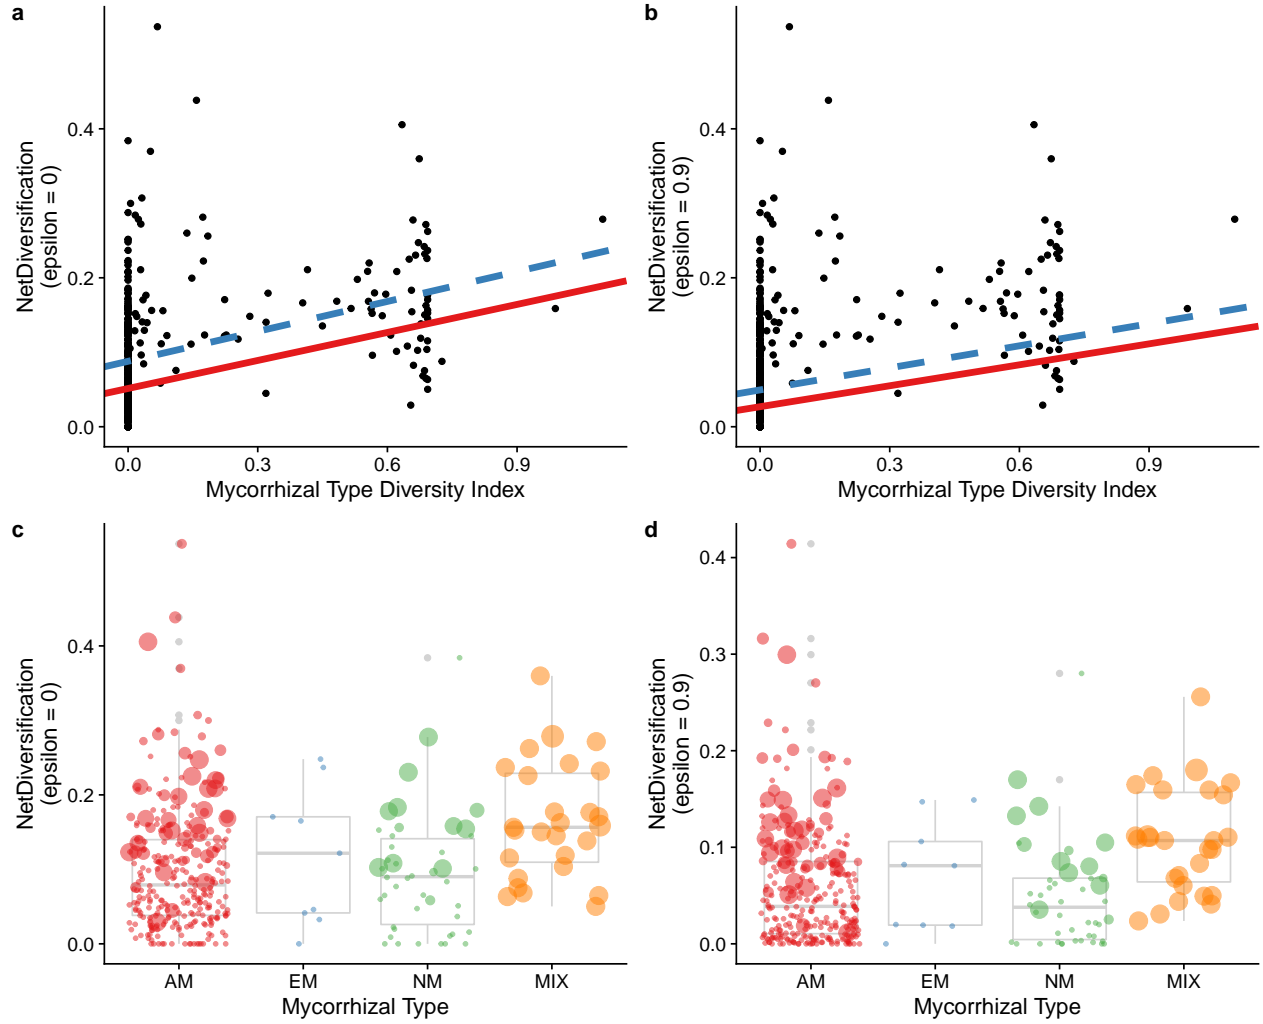 a
NetDiversification
(epsilon = 0)
0.4
0.2
0.0
0.0 0.3 0.6 0.9
Mycorrhizal Type Diversity Index
b
NetDiversification
(epsilon = 0.9)
0.4
0.2
0.0
0.0 0.3 0.6 0.9
Mycorrhizal Type Diversity Index
c
NetDiversification
(epsilon = 0)
0.4
0.2
0.0
AM EM NM MIX
Mycorrhizal Type
d
NetDiversification
(epsilon = 0.9)
0.4
0.3
0.2
0.1
0.0
AM EM NM MIX
Mycorrhizal Type